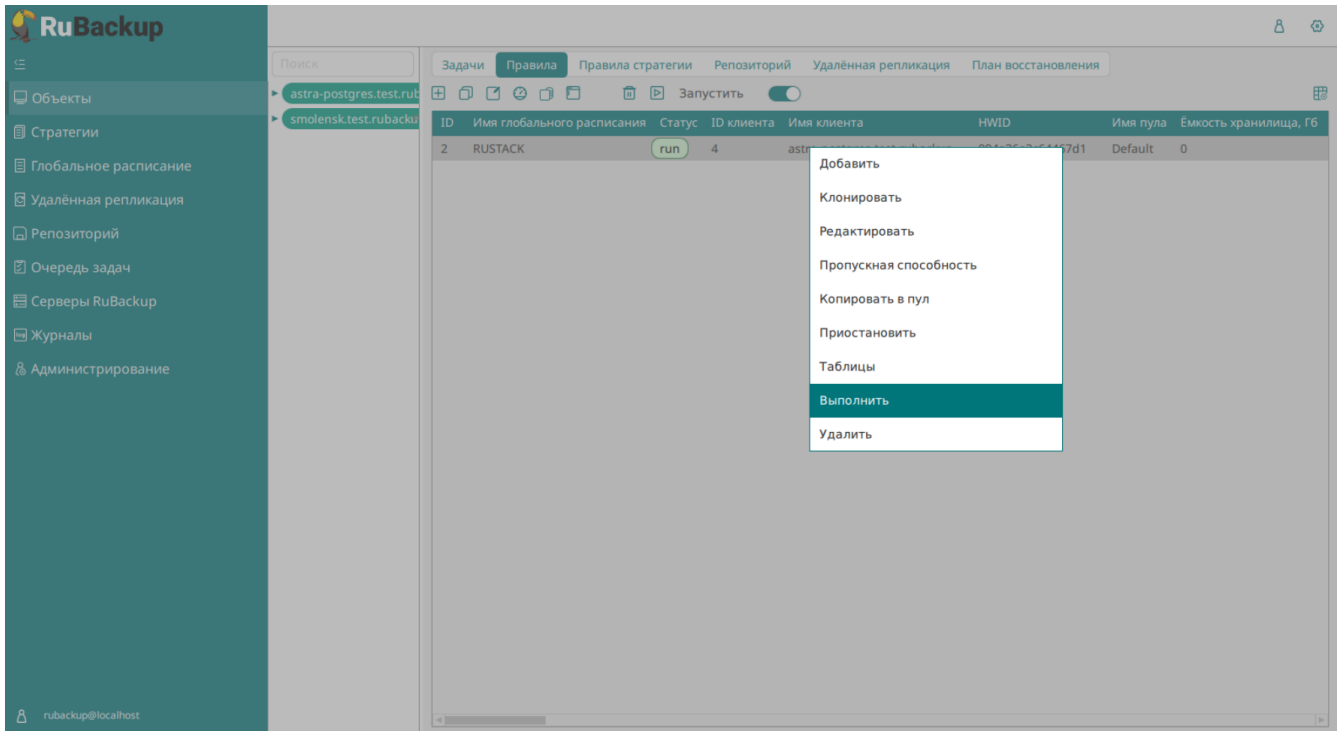 RuBackup
Объекты
Стратегии
Глобальное расписание
Удалённая репликация
Репозиторий
Очередь задач
Серверы RuBackup
Журналы
Администрирование
rubackup@localhost
Поиск
astra-postgres.test.rub
smolensk.test.rubacku
Задачи Правила Правила стратегии Репозиторий Удалённая репликация План восстановления
Запустить
ID Имя глобального расписания Статус ID клиента Имя клиента HWID Имя пула Ёмкость хранилища, Гб
2 RUSTACK run 4 Default 0
Добавить
Клонировать
Редактировать
Пропускная способность
Копировать в пул
Приостановить
Таблицы
Выполнить
Удалить